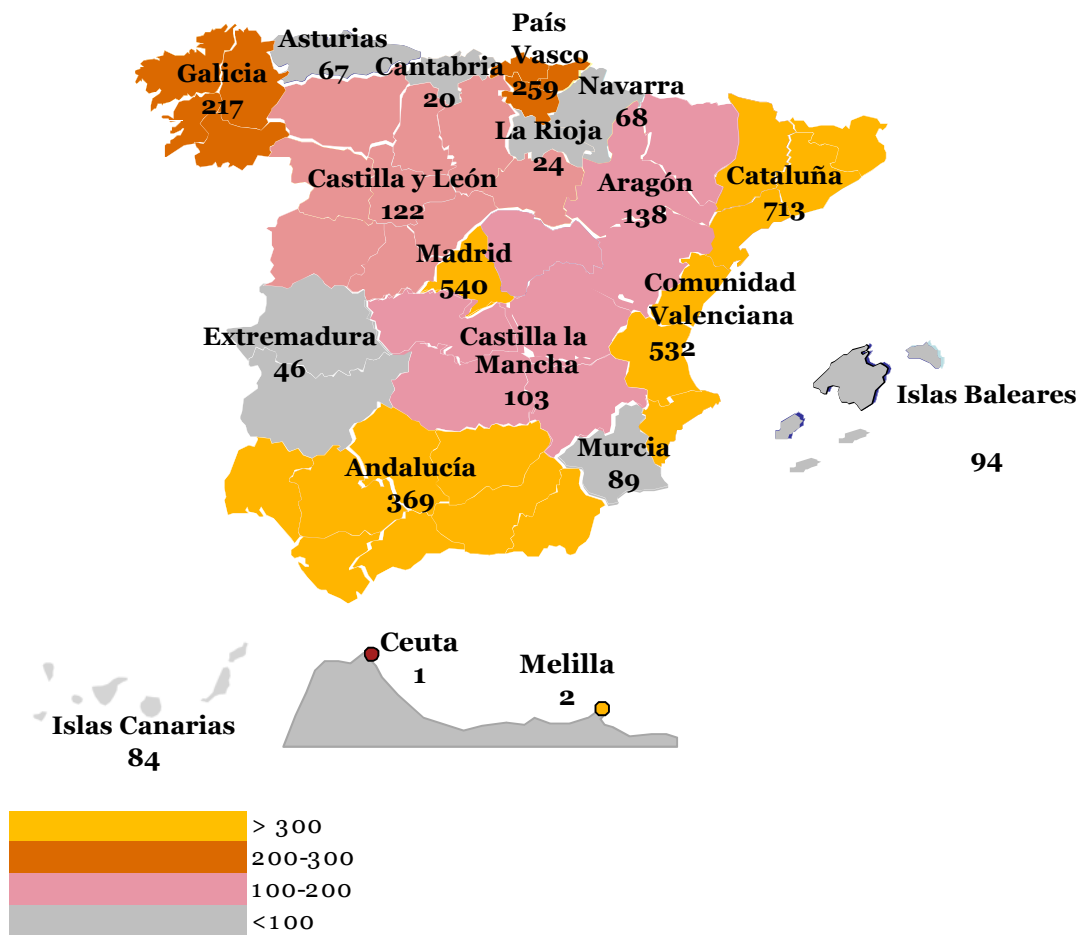 Asturias
67
Cantabria
20
País
Vasco
259
Navarra
68
Galicia
217
La Rioja
24
Castilla y León
122
Aragón
138
Cataluña
713
Madrid
540
Comunidad
Valenciana
532
Extremadura
46
Castilla la
Mancha
103
Islas Baleares
94
Andalucía
369
Murcia
89
Ceuta
1
Melilla
2
Islas Canarias
84
> 300
200-300
100-200
<100